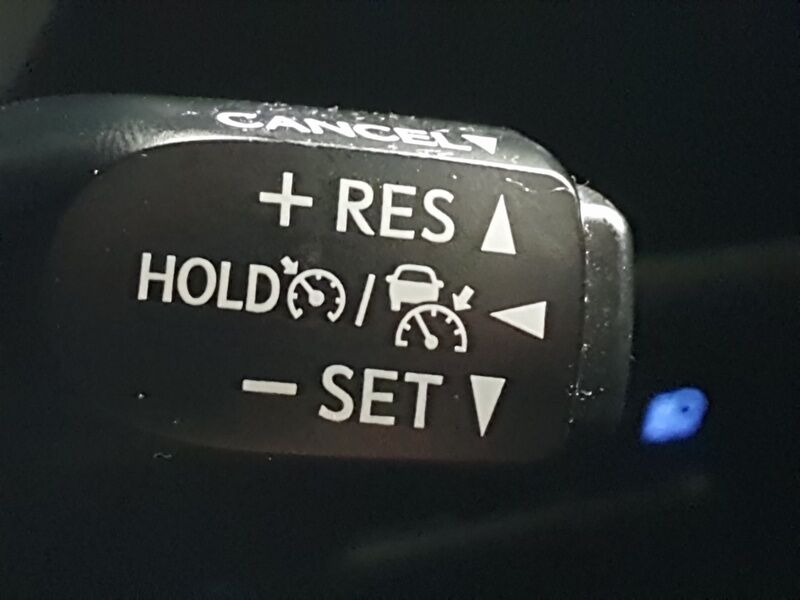 CANCEL
+ RES
HOLD /
- SET